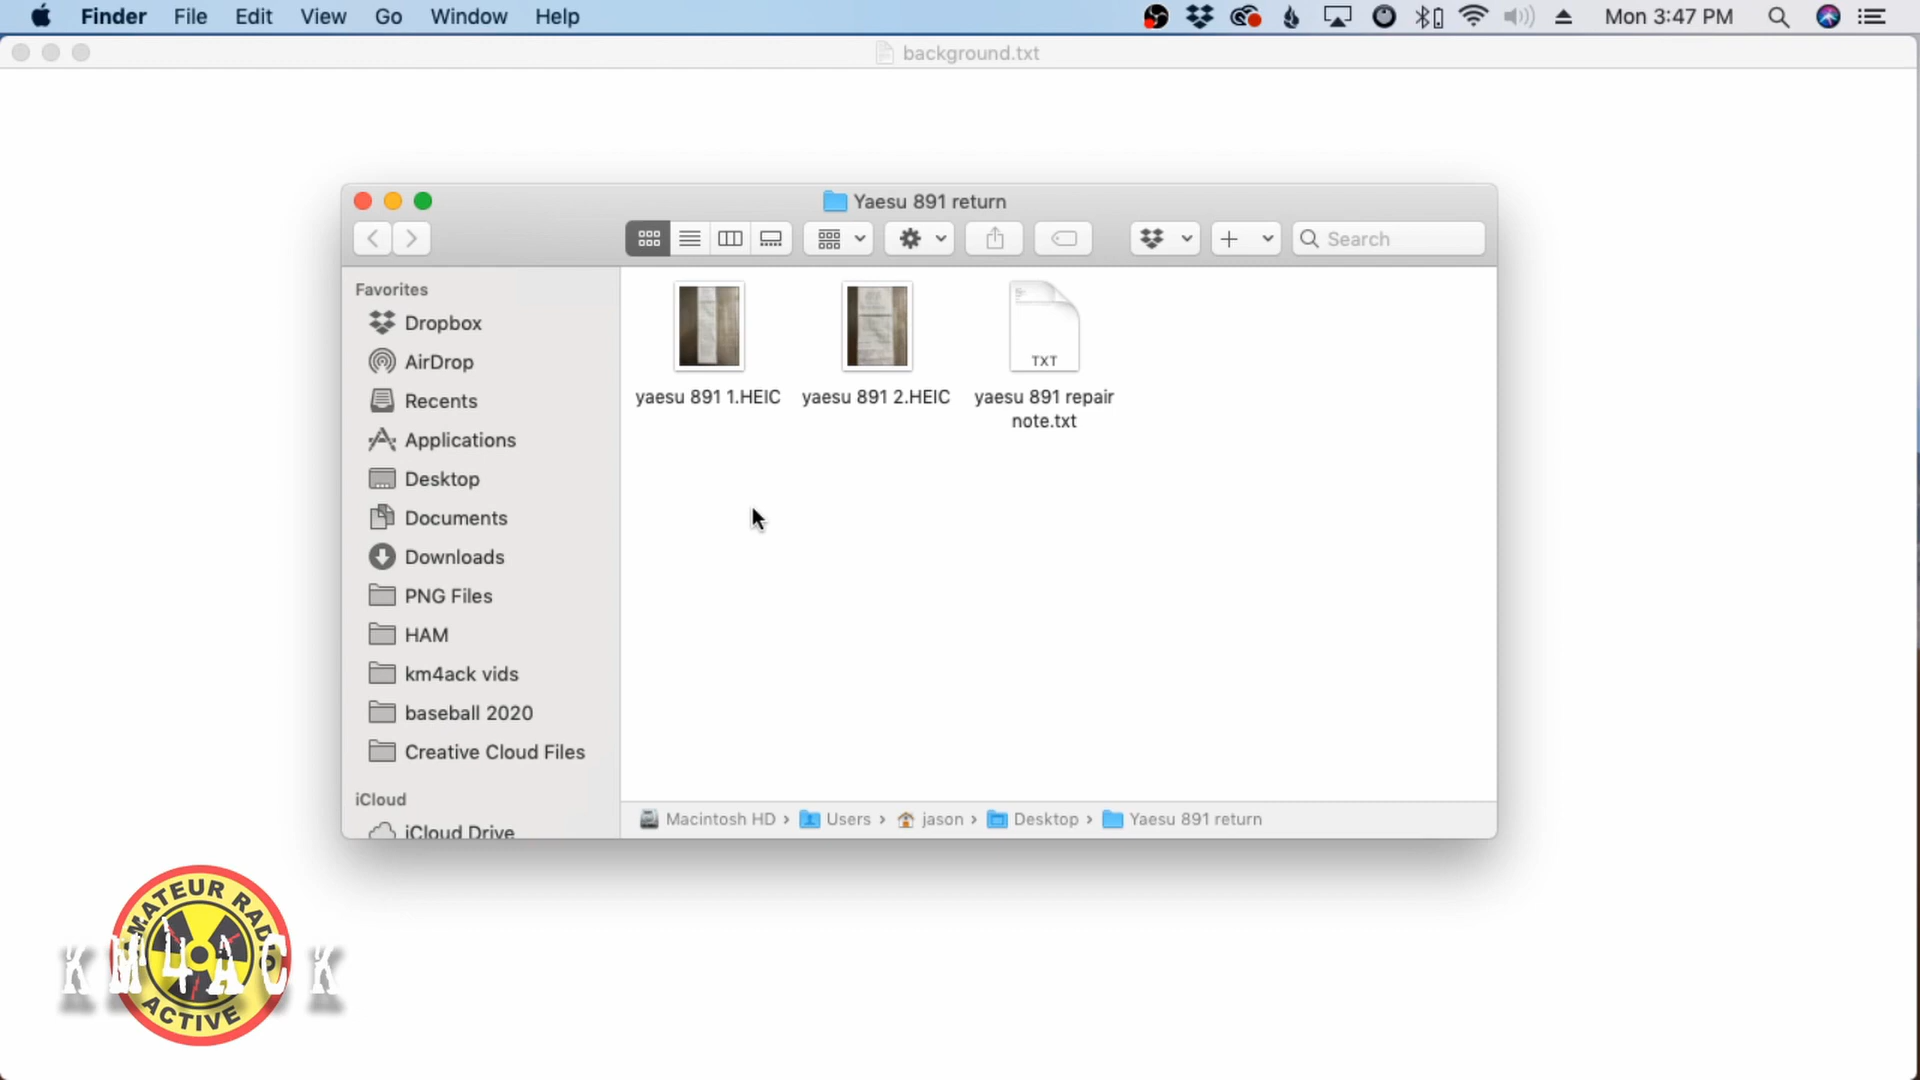 Finder File Edit View Go Window Help Mon 3:47 PM
background.txt
Yaesu 891 return
Search
Favorites
Dropbox
AirDrop
Recents
Applications
Desktop
Documents
Downloads
PNG Files
HAM
km4ack vids
baseball 2020
Creative Cloud Files
iCloud
iCloud Drive
yaesu 891 1.HEIC
yaesu 891 2.HEIC
TXT
yaesu 891 repair
note.txt
Macintosh HD › Users › jason › Desktop › Yaesu 891 return
AMATEUR RADIO
KM4ACK
ACTIVE